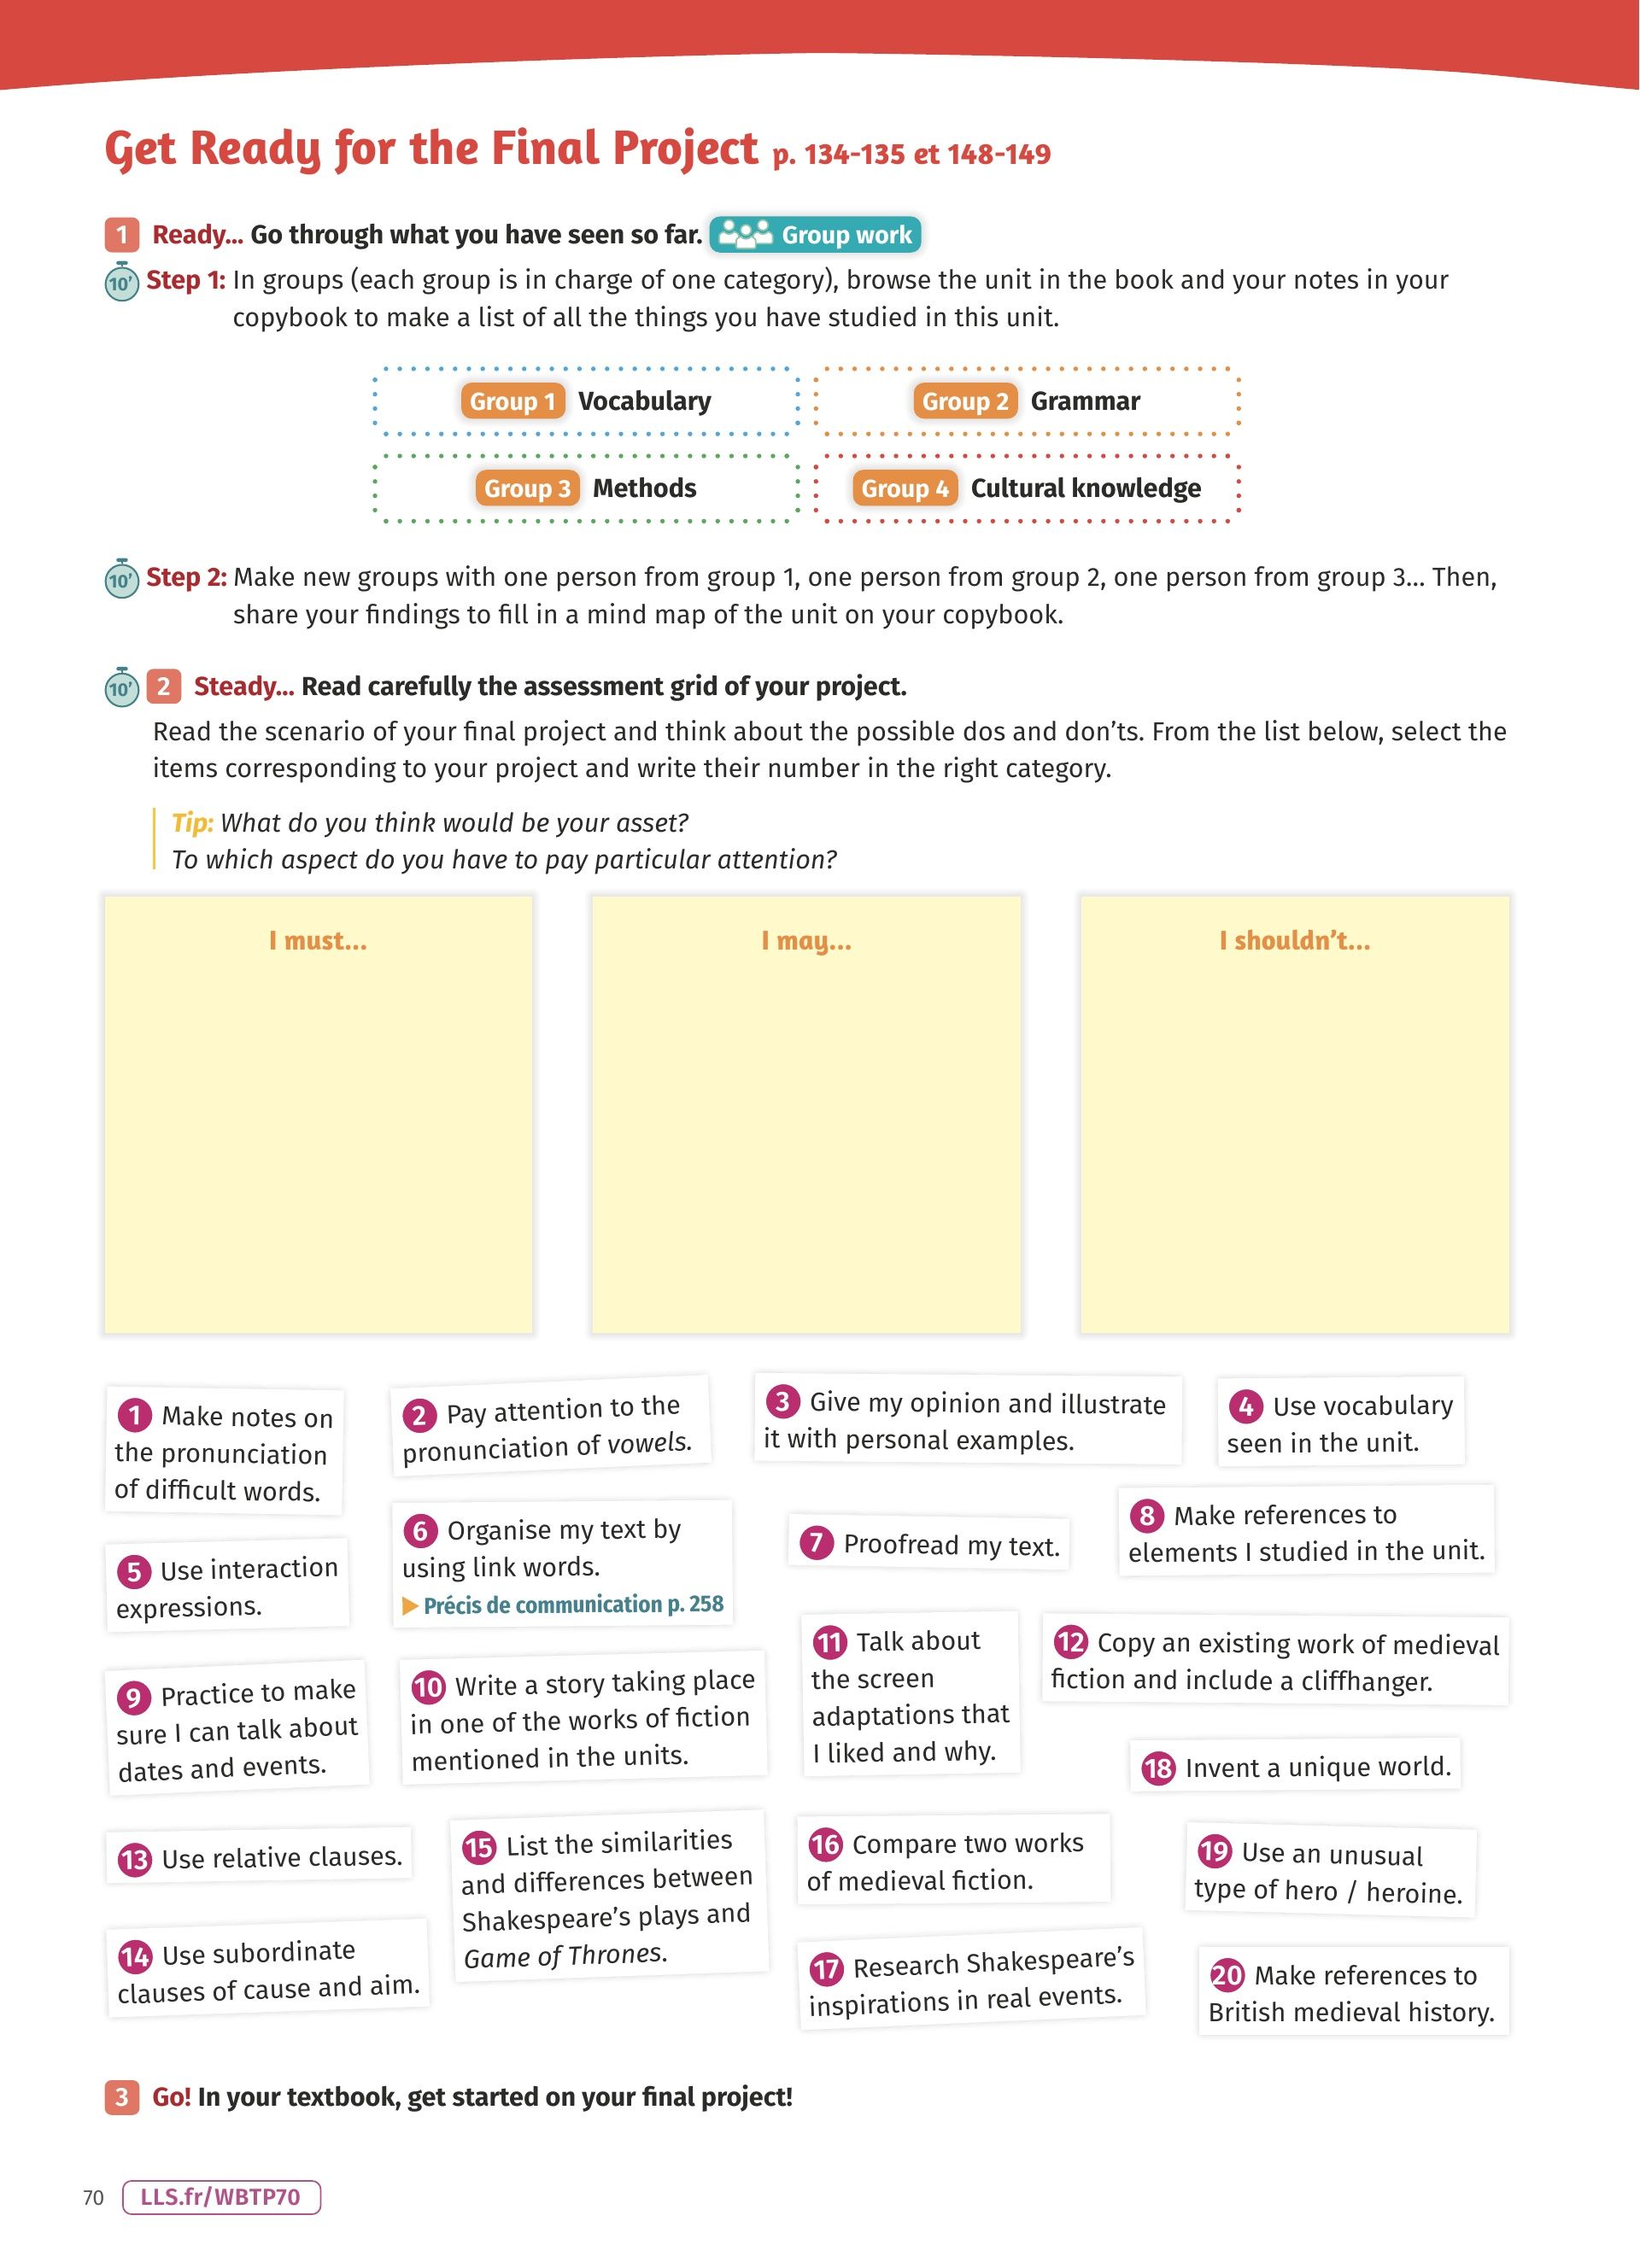 Get Ready for the Final Project p. 134-135 et 148-149
1 Ready... Go through what you have seen so far. Group work
10' Step 1: In groups (each group is in charge of one category), browse the unit in the book and your notes in your
copybook to make a list of all the things you have studied in this unit.
Group 1 Vocabulary
Group 2 Grammar
Group 3 Methods
Group 4 Cultural knowledge
10' Step 2: Make new groups with one person from group 1, one person from group 2, one person from group 3... Then,
share your findings to fill in a mind map of the unit on your copybook.
10' 2 Steady... Read carefully the assessment grid of your project.
Read the scenario of your final project and think about the possible dos and don'ts. From the list below, select the
items corresponding to your project and write their number in the right category.
Tip: What do you think would be your asset?
To which aspect do you have to pay particular attention?
I must...
I may...
I shouldn't...
1 Make notes on
the pronunciation
of difficult words.
2 Pay attention to the
pronunciation of vowels.
3 Give my opinion and illustrate
it with personal examples.
4 Use vocabulary
seen in the unit.
5 Use interaction
expressions.
6 Organise my text by
using link words.
▶ Précis de communication p. 258
7 Proofread my text.
8 Make references to
elements I studied in the unit.
9 Practice to make
sure I can talk about
dates and events.
10 Write a story taking place
in one of the works of fiction
mentioned in the units.
11 Talk about
the screen
adaptations that
I liked and why.
12 Copy an existing work of medieval
fiction and include a cliffhanger.
18 Invent a unique world.
13 Use relative clauses.
15 List the similarities
and differences between
Shakespeare's plays and
Game of Thrones.
16 Compare two works
of medieval fiction.
19 Use an unusual
type of hero / heroine.
14 Use subordinate
clauses of cause and aim.
17 Research Shakespeare's
inspirations in real events.
20 Make references to
British medieval history.
3 Go! In your textbook, get started on your final project!
70 LLS.fr/WBTP70